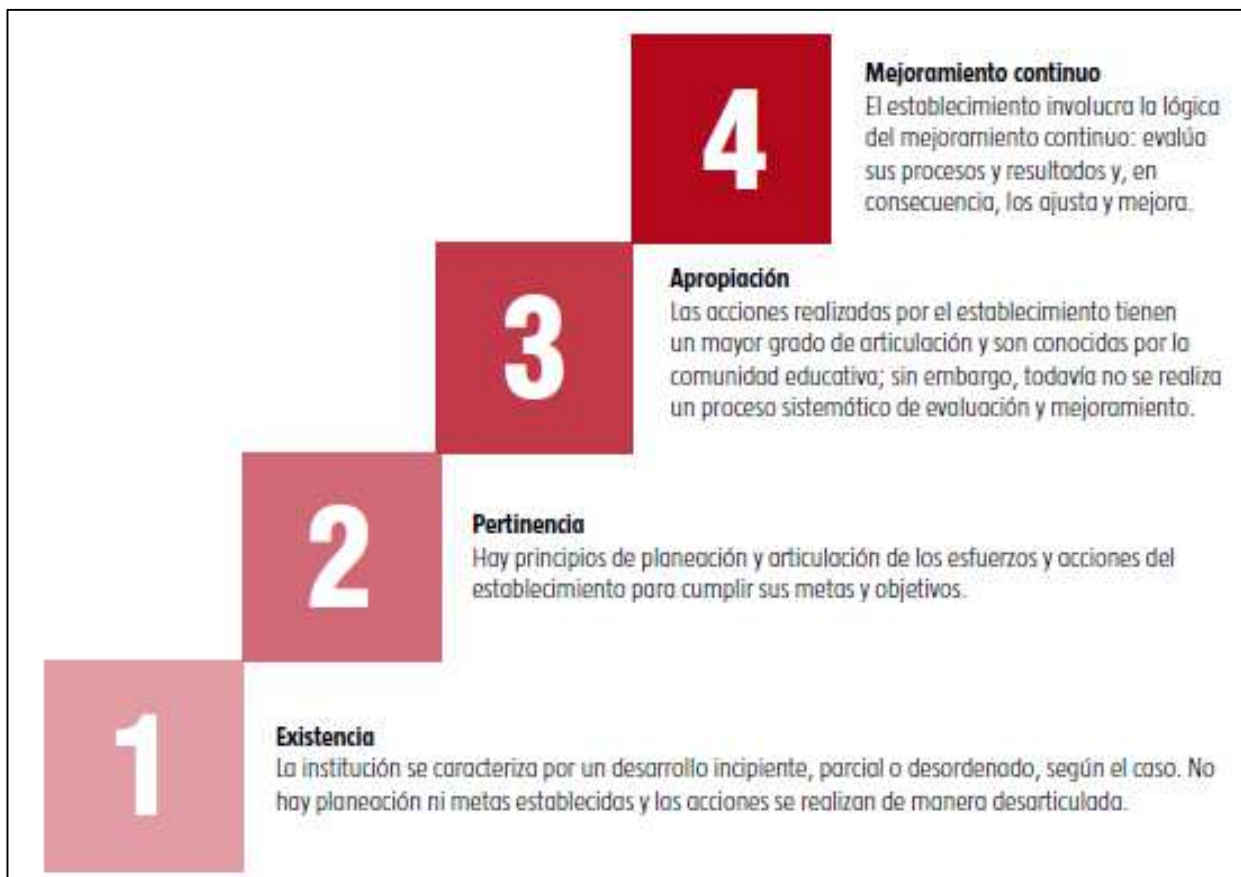 4
Mejoramiento continuo
El establecimiento involucra la lógica
del mejoramiento continuo: evalúa
sus procesos y resultados y, en
consecuencia, los ajusta y mejora.
3
Apropiación
Las acciones realizadas por el establecimiento tienen
un mayor grado de articulación y son conocidas por la
comunidad educativa; sin embargo, todavía no se realiza
un proceso sistemático de evaluación y mejoramiento.
2
Pertinencia
Hay principios de planeación y articulación de los esfuerzos y acciones del
establecimiento para cumplir sus metas y objetivos.
1
Existencia
La institución se caracteriza por un desarrollo incipiente, parcial o desordenado, según el caso. No
hay planeación ni metas establecidas y las acciones se realizan de manera desarticulada.